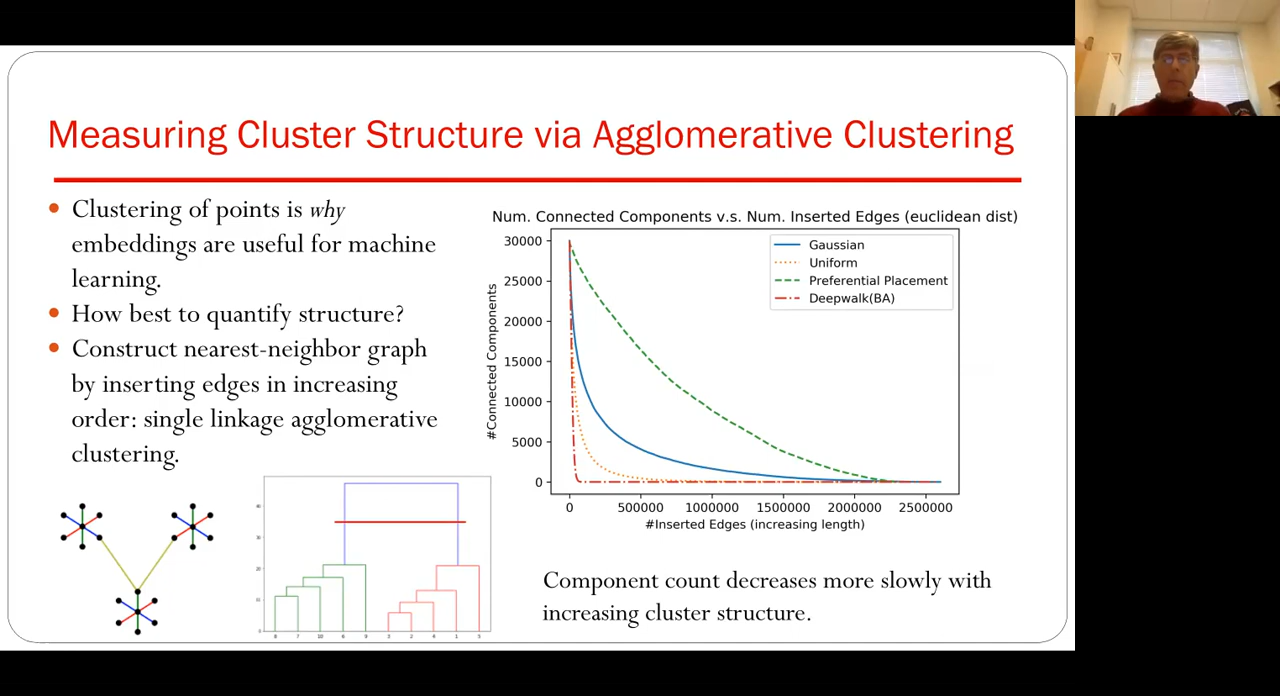 Measuring Cluster Structure via Agglomerative Clustering
Clustering of points is why
embeddings are useful for machine
learning.
How best to quantify structure?
Construct nearest-neighbor graph
by inserting edges in increasing
order: single linkage agglomerative
clustering.
Num. Connected Components v.s. Num. Inserted Edges (euclidean dist)
#Connected Components
30000
25000
20000
15000
10000
5000
0
Gaussian
Uniform
Preferential Placement
Deepwalk(BA)
0 500000 1000000 1500000 2000000 2500000
#Inserted Edges (increasing length)
Component count decreases more slowly with
increasing cluster structure.